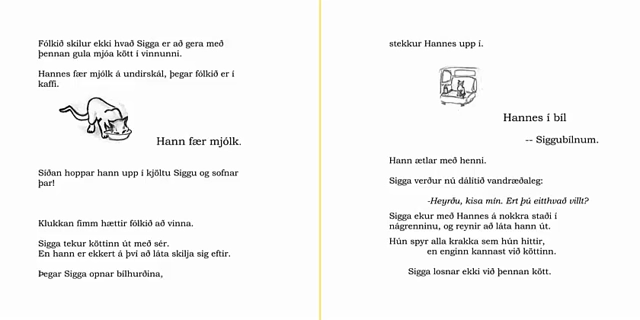 Fólkið skilur ekki hvað Sigga er að gera með
þennan gula mjóa kött í vinnunni.
Hannes fær mjólk á undirskál, þegar fólkið er í
kaffi.
Hann fær mjólk.
Síðan hoppar hann upp í kjöltu Siggu og sofnar
þar!
Klukkan fimm hættir fólkið að vinna.
Sigga tekur köttinn út með sér.
En hann er ekkert á því að láta skilja sig eftir.
Þegar Sigga opnar bílhurðina,
stekkur Hannes upp í.
Hannes í bíl
-- Siggubílnum.
Hann ætlar með henni.
Sigga verður nú dálítið vandræðaleg:
-Heyrðu, kisa mín. Ert þú eitthvað villt?
Sigga ekur með Hannes á nokkra staði í
nágrenninu, og reynir að láta hann út.
Hún spyr alla krakka sem hún hittir,
en enginn kannast við köttinn.
Sigga losnar ekki við þennan kött.